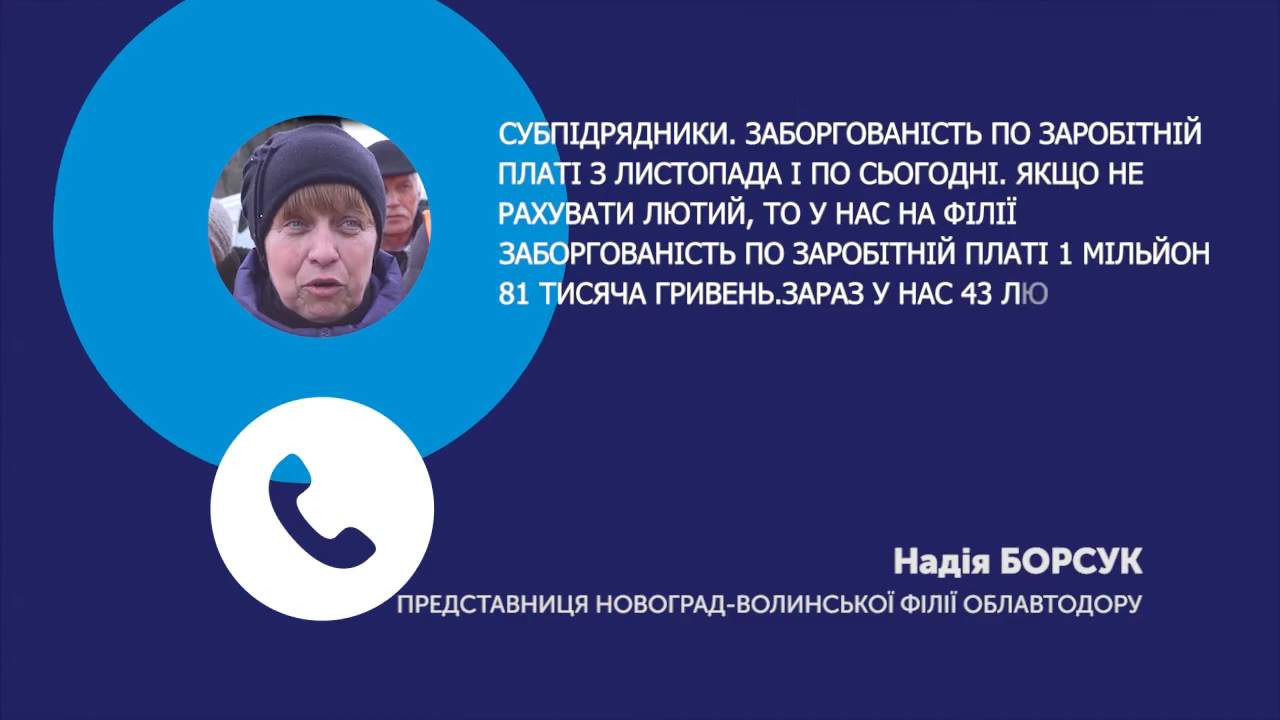 СУБПІДРЯДНИКИ. ЗАБОРГОВАНІСТЬ ПО ЗАРОБІТНІЙ
ПЛАТІ З ЛИСТОПАДА І ПО СЬОГОДНІ. ЯКЩО НЕ
РАХУВАТИ ЛЮТИЙ, ТО У НАС НА ФІЛІЇ
ЗАБОРГОВАНІСТЬ ПО ЗАРОБІТНІЙ ПЛАТІ 1 МІЛЬЙОН
81 ТИСЯЧА ГРИВЕНЬ.ЗАРАЗ У НАС 43 ЛЮ
Надія БОРСУК
ПРЕДСТАВНИЦЯ НОВОГРАД-ВОЛИНСЬКОЇ ФІЛІЇ ОБЛАВТОДОРУ